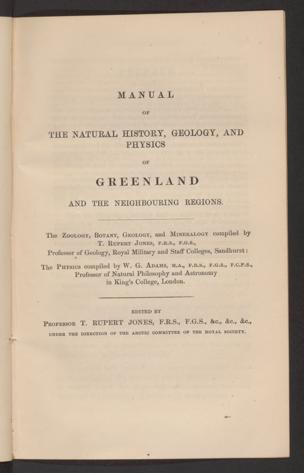 MANUAL
OF
THE NATURAL HISTORY, GEOLOGY, AND
PHYSICS
OF
GREENLAND
AND THE NEIGHBOURING REGIONS.
The Zoology, Botany, Geology, and Mineralogy compiled by
T. Rupert Jones, F.R.S., F.G.S.,
Professor of Geology, Royal Military and Staff Colleges, Sandhurst:
The Physics compiled by W. G. Adams, M.A., F.R.S., F.G.S., F.C.P.S.,
Professor of Natural Philosophy and Astronomy
in King's College, London.
EDITED BY
Professor T. RUPERT JONES, F.R.S., F.G.S., &c., &c., &c.,
UNDER THE DIRECTION OF THE ARCTIC COMMITTEE OF THE ROYAL SOCIETY.